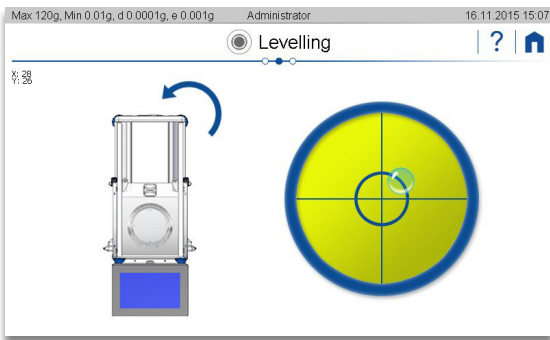 Max 120g, Min 0.01g, d 0.0001g, e 0.001g Administrator 16.11.2015 15:07
Levelling ?
X: 28
Y: 26